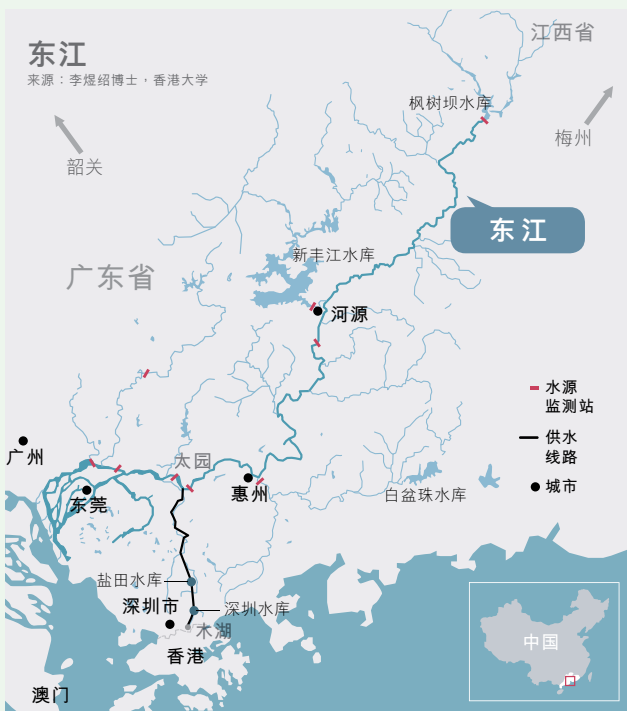 东江
来源：李煜绍博士，香港大学
江西省
枫树坝水库
梅州
韶关
东江
新丰江水库
广东省
河源
水源
监测站
供水
线路
城市
广州
太园
惠州
东莞
白盆珠水库
盐田水库
深圳市
深圳水库
木湖
香港
澳门
中国